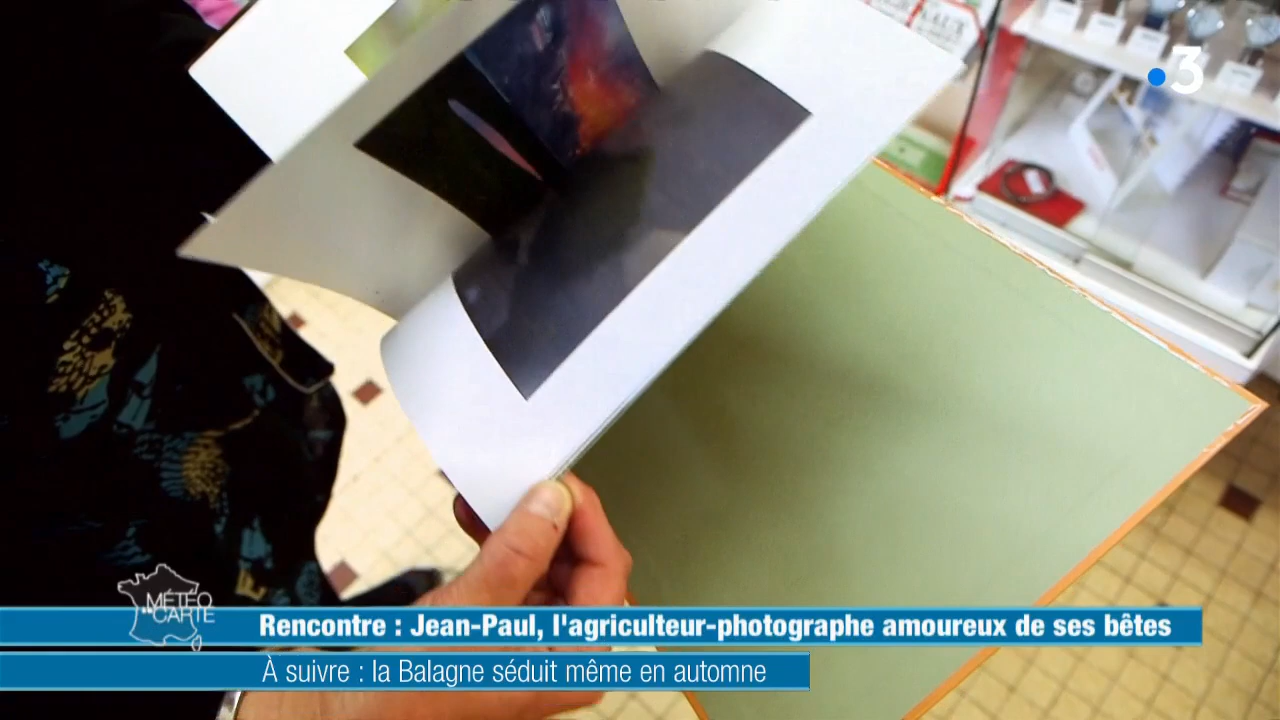 3
MÉTÉO
À LA CARTE
Rencontre : Jean-Paul, l'agriculteur-photographe amoureux de ses bêtes
À suivre : la Balagne séduit même en automne